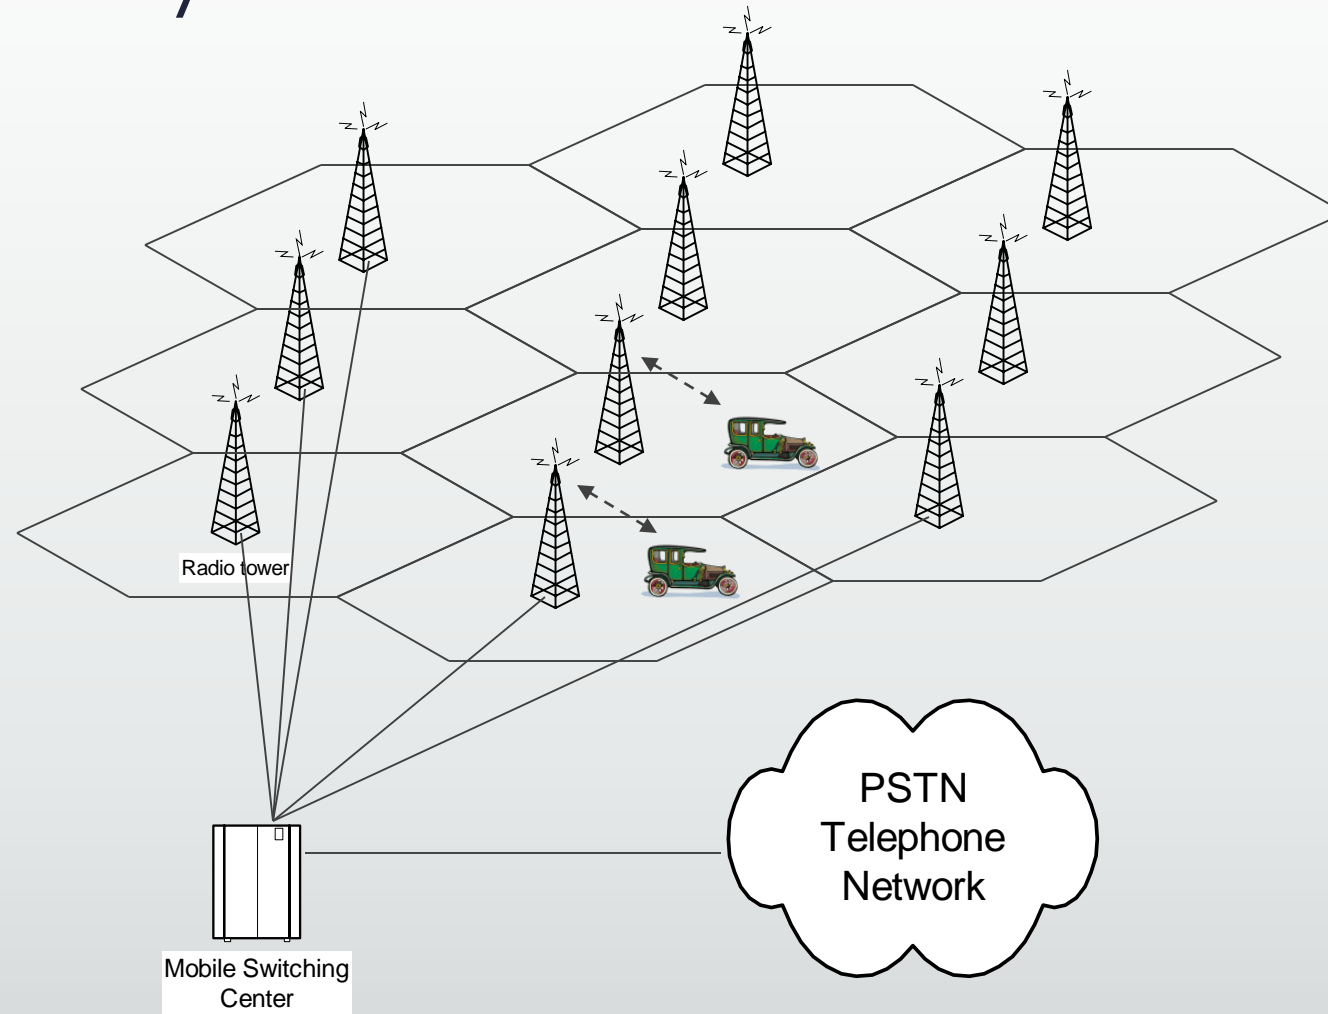 Radio tower
PSTN
Telephone
Network
Mobile Switching
Center